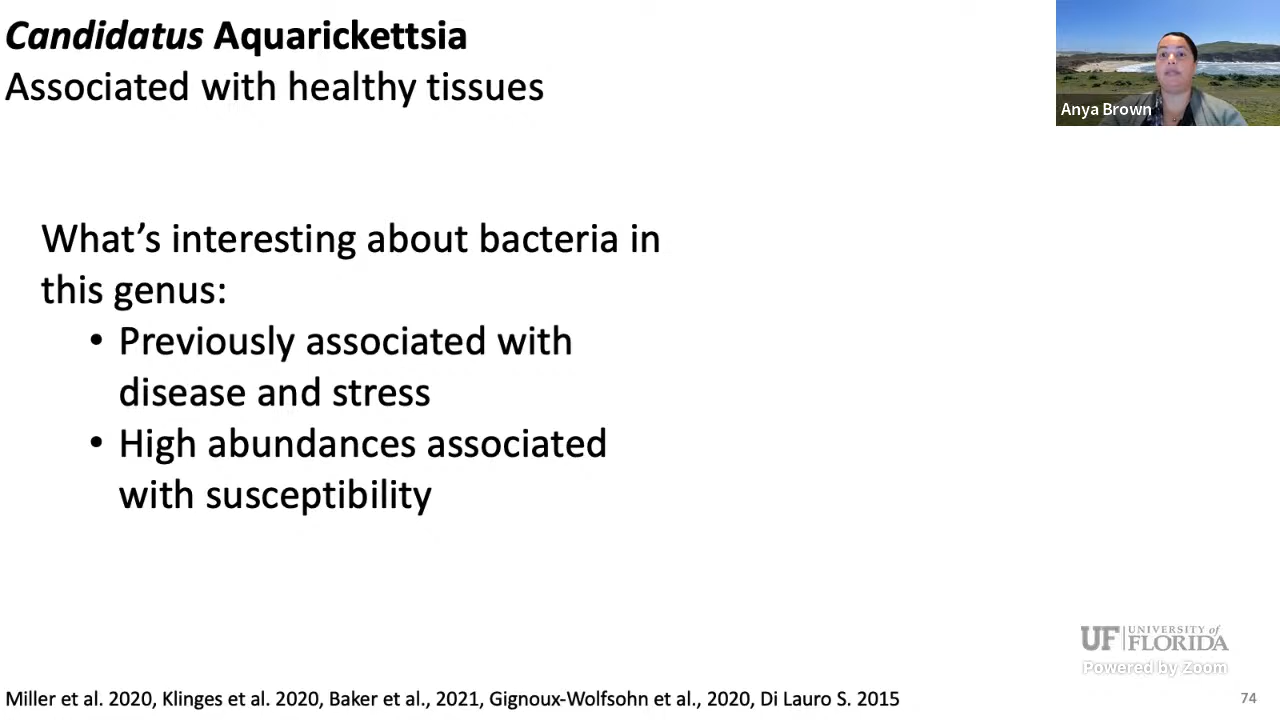 Candidatus Aquarickettsia
Associated with healthy tissues
Anya Brown
What's interesting about bacteria in
this genus:
• Previously associated with
disease and stress
• High abundances associated
with susceptibility
UF UNIVERSITY of
FLORIDA
Powered by Zoom
Miller et al. 2020, Klinges et al. 2020, Baker et al., 2021, Gignoux-Wolfsohn et al., 2020, Di Lauro S. 2015
74